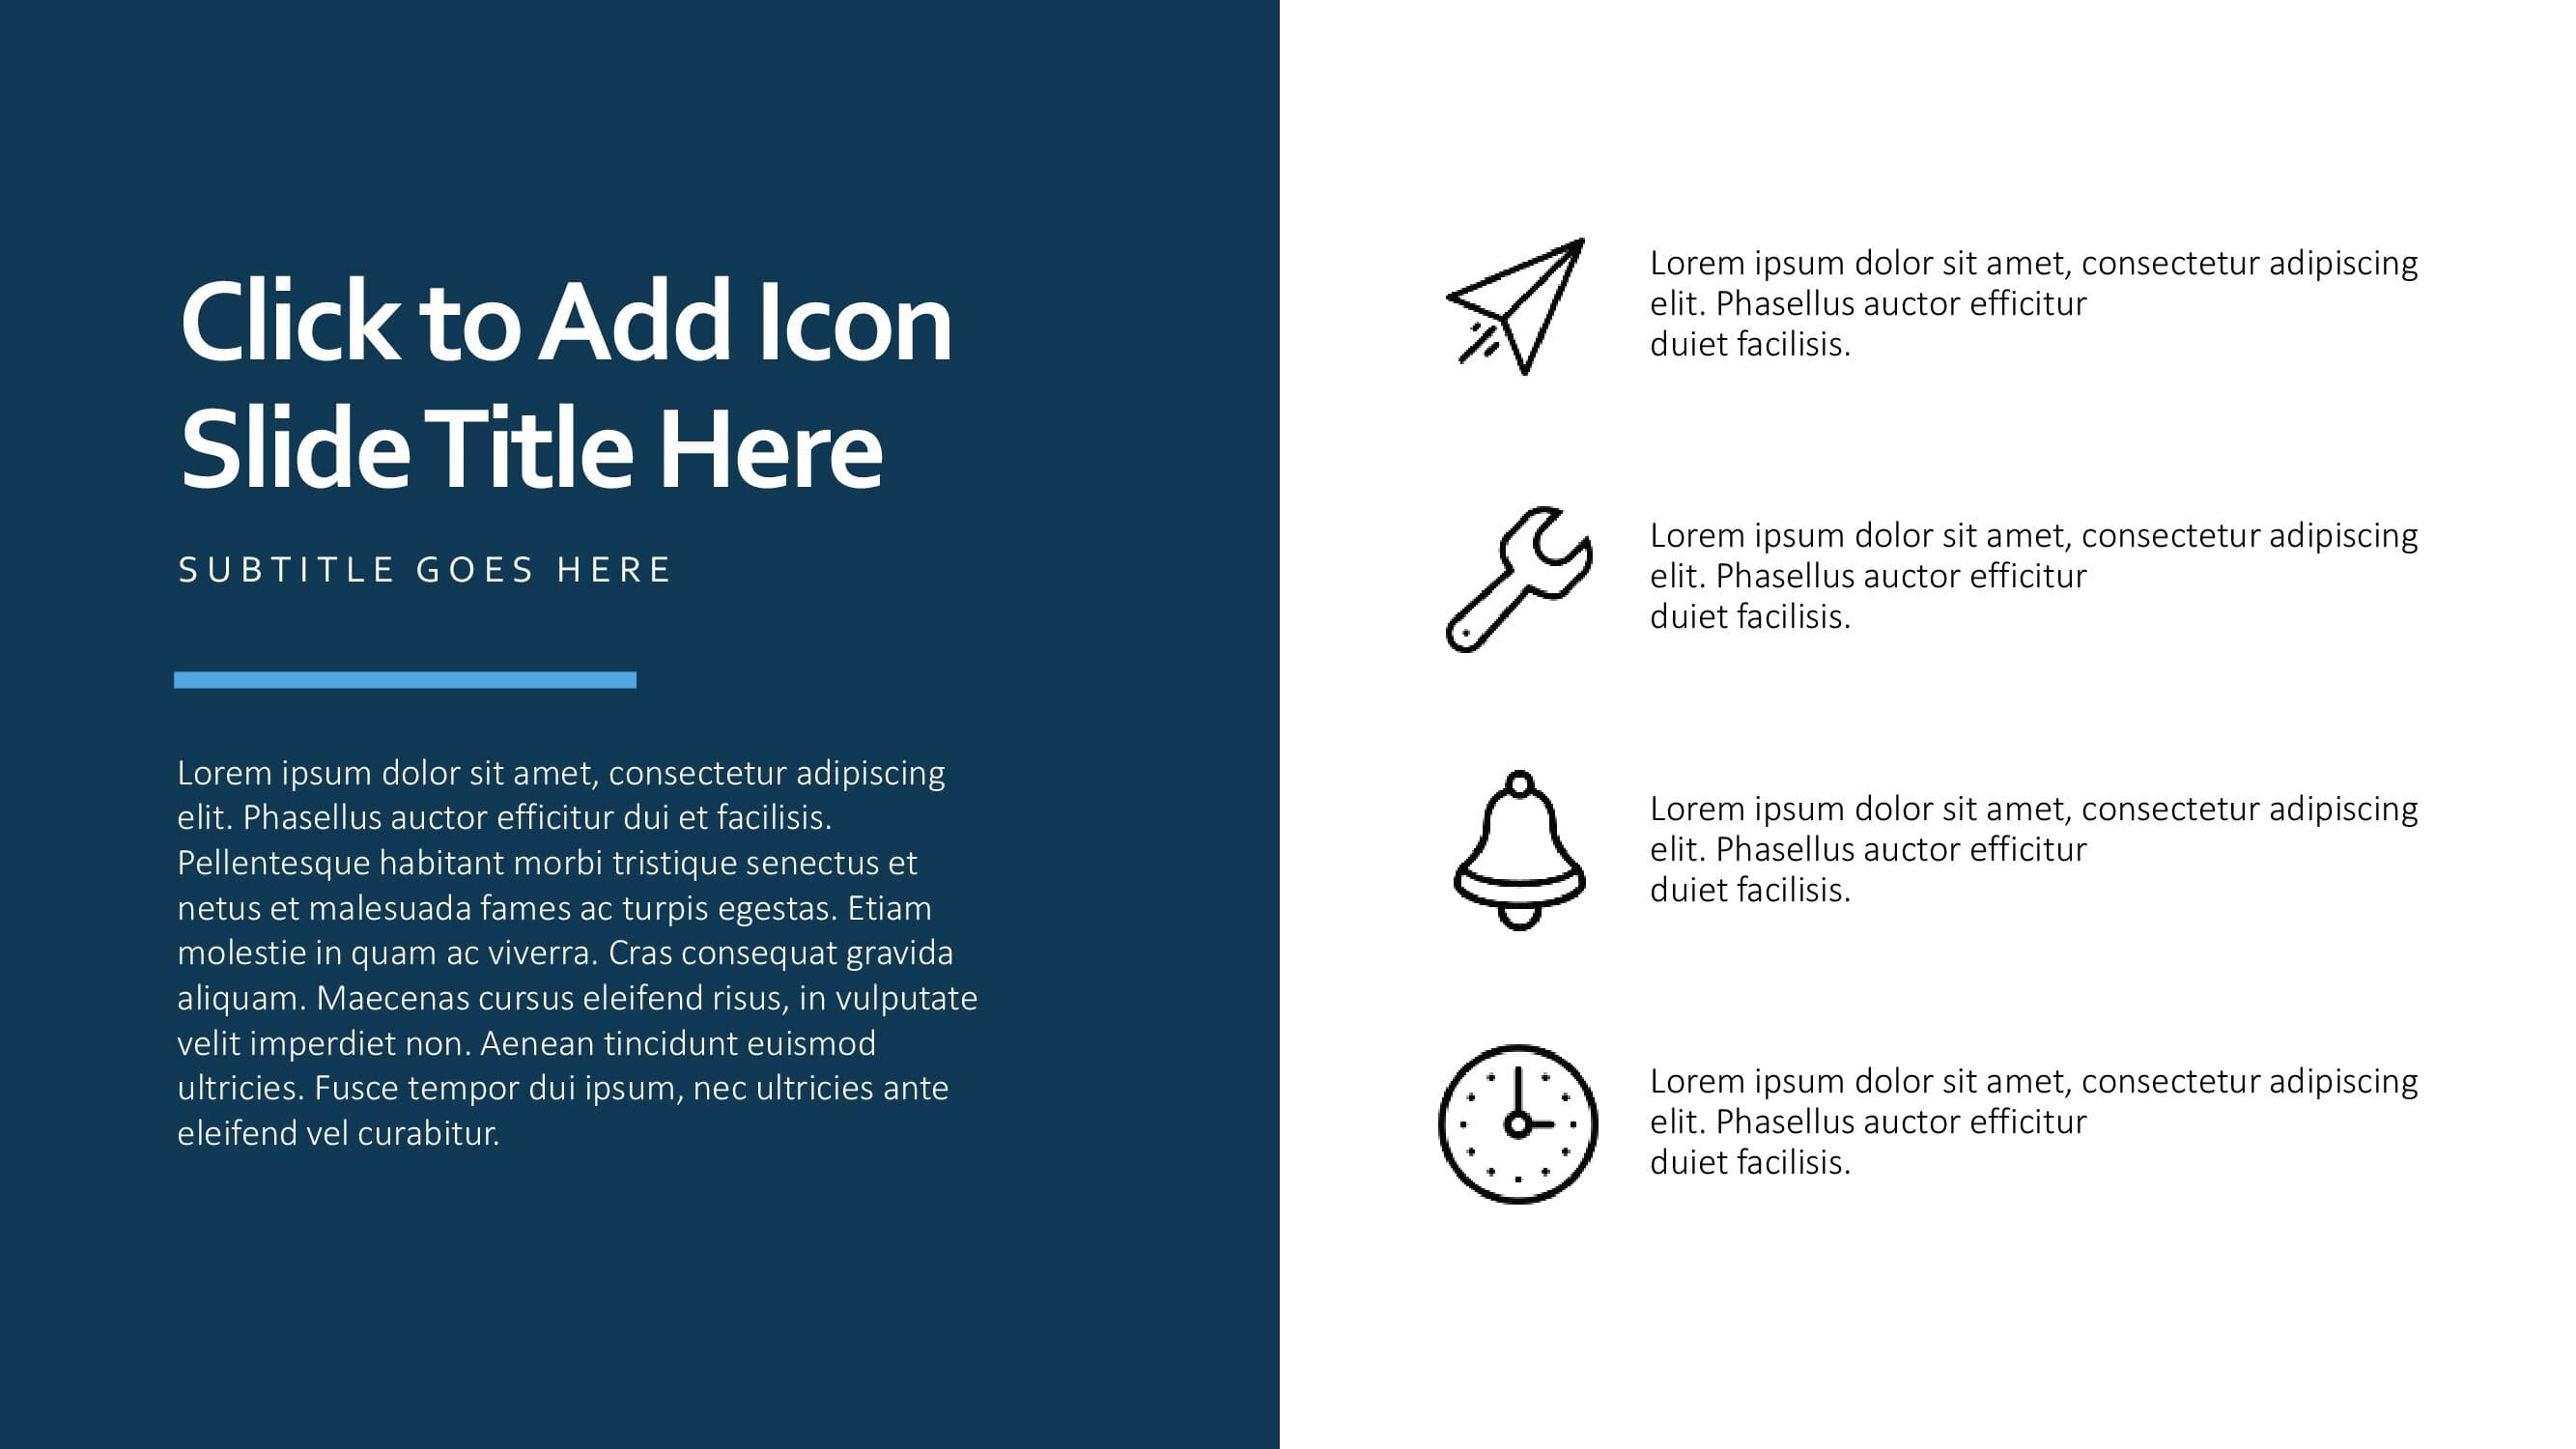 Click to Add Icon
Slide Title Here
SUBTITLE GOES HERE
Lorem ipsum dolor sit amet, consectetur adipiscing
elit. Phasellus auctor efficitur dui et facilisis.
Pellentesque habitant morbi tristique senectus et
netus et malesuada fames ac turpis egestas. Etiam
molestie in quam ac viverra. Cras consequat gravida
aliquam. Maecenas cursus eleifend risus, in vulputate
velit imperdiet non. Aenean tincidunt euismod
ultricies. Fusce tempor dui ipsum, nec ultricies ante
eleifend vel curabitur.
Lorem ipsum dolor sit amet, consectetur adipiscing
elit. Phasellus auctor efficitur
duiet facilisis.
Lorem ipsum dolor sit amet, consectetur adipiscing
elit. Phasellus auctor efficitur
duiet facilisis.
Lorem ipsum dolor sit amet, consectetur adipiscing
elit. Phasellus auctor efficitur
duiet facilisis.
Lorem ipsum dolor sit amet, consectetur adipiscing
elit. Phasellus auctor efficitur
duiet facilisis.